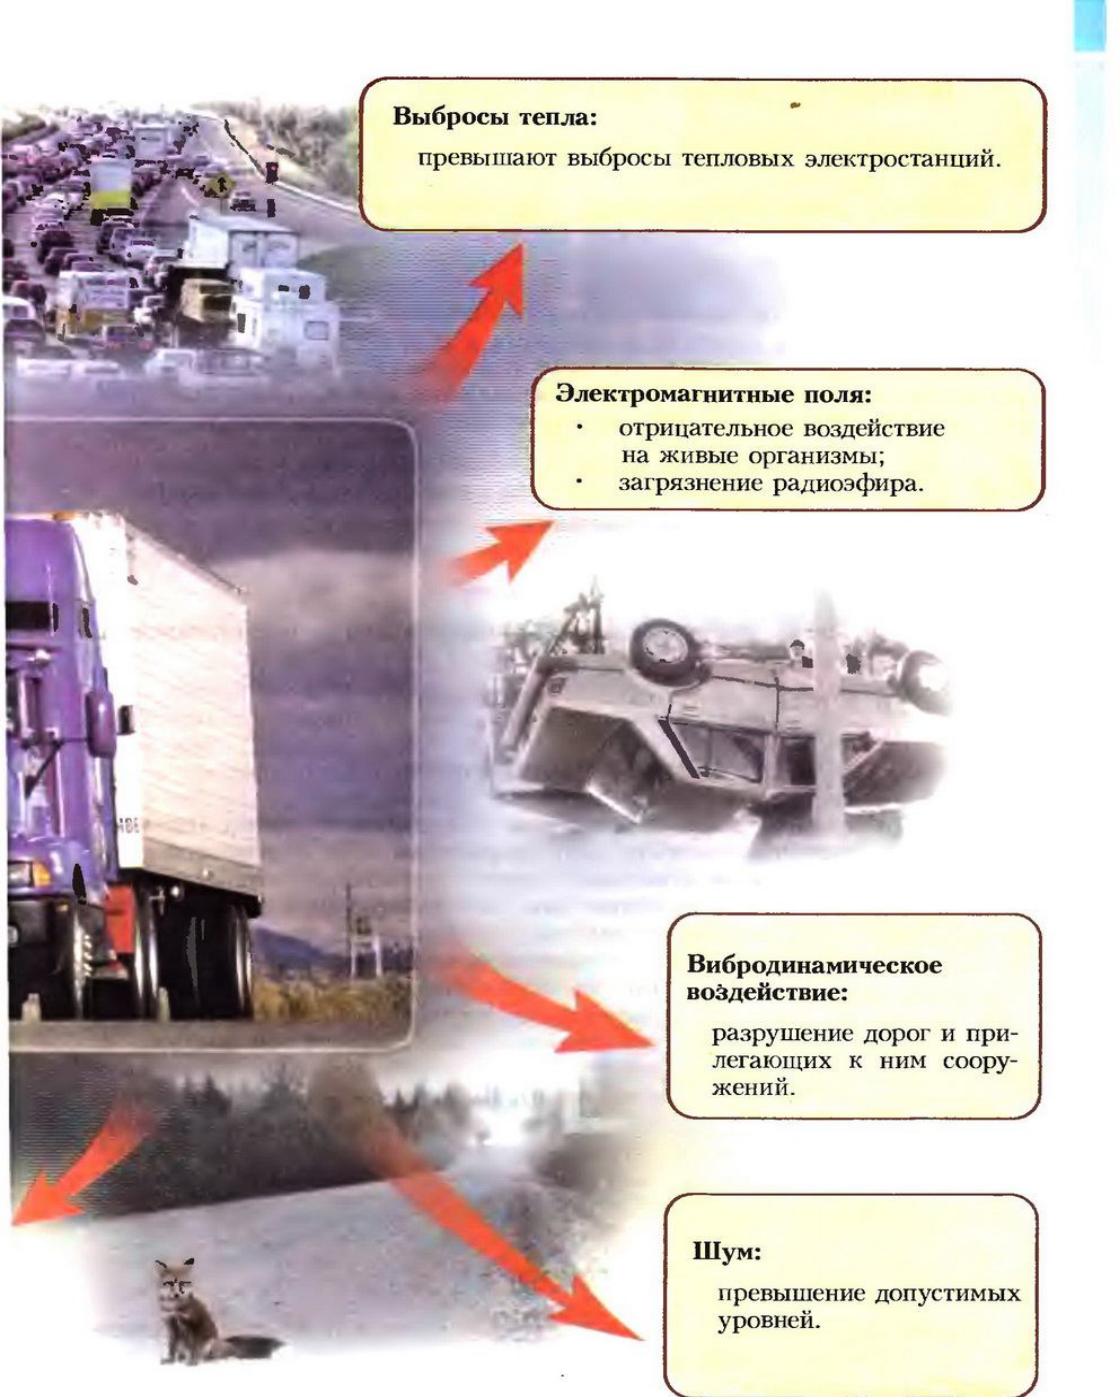 Выбросы тепла:
превышают выбросы тепловых электростанций.
Электромагнитные поля:
• отрицательное воздействие
на живые организмы;
• загрязнение радиоэфира.
Вибродинамическое
воздействие:
разрушение дорог и при-
легающих к ним соору-
жений.
Шум:
превышение допустимых
уровней.